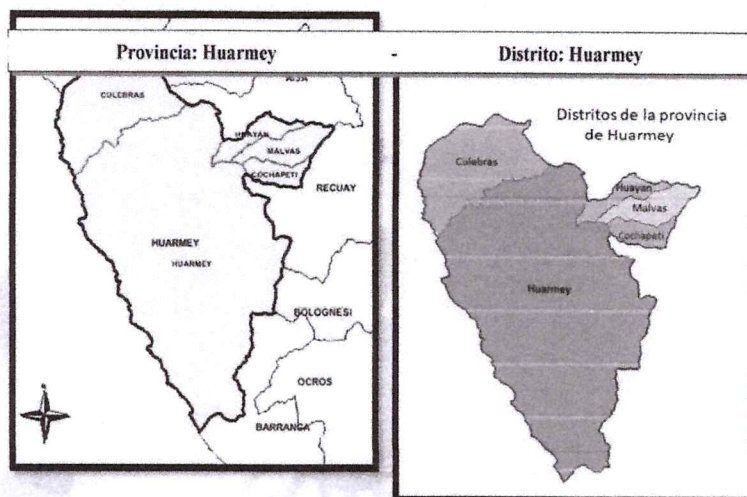 Provincia: Huarmey - Distrito: Huarmey
AIJA
CULEBRAS
HUAYAN
MALVAS
COCHAPETI
RECUAY
HUARMEY
HUARMEY
BOLOGNESI
OCROS
BARRANCA
Distritos de la provincia
de Huarmey
Culebras
Huayan
Malvas
Cochapeti
Huarmey